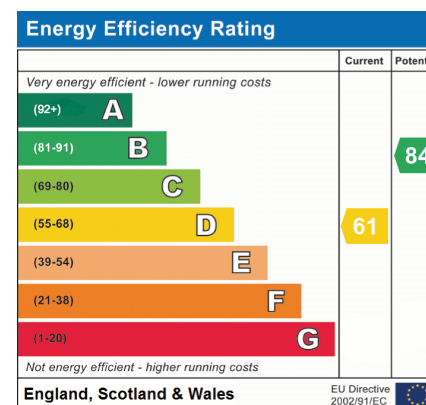 Energy Efficiency Rating
Current
Very energy efficient - lower running costs
(92+) A
(81-91) B
84
(69-80) C
(55-68) D
61
(39-54) E
(21-38) F
(1-20) G
Not energy efficient - higher running costs
England, Scotland & Wales
EU Directive
2002/91/EC